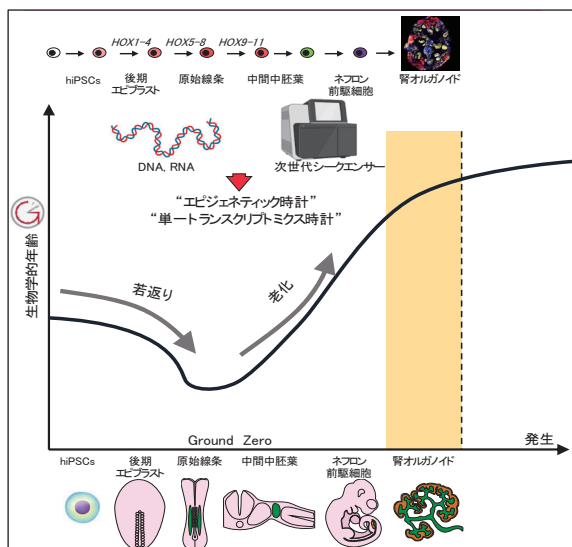 HOX1-4 HOX5-8 HOX9-11
hiPSCs 後期 原始線条 中間中胚葉 ネフロン 腎オルガノイド
エピブラスト 前駆細胞
DNA, RNA 次世代シークエンサー
“エピジェネティック時計”
“単一トランスクリプトミクス時計”
生物学的年齢
若返り
老化
Ground Zero 発生
hiPSCs 後期 原始線条 中間中胚葉 ネフロン 腎オルガノイド
エピブラスト 前駆細胞